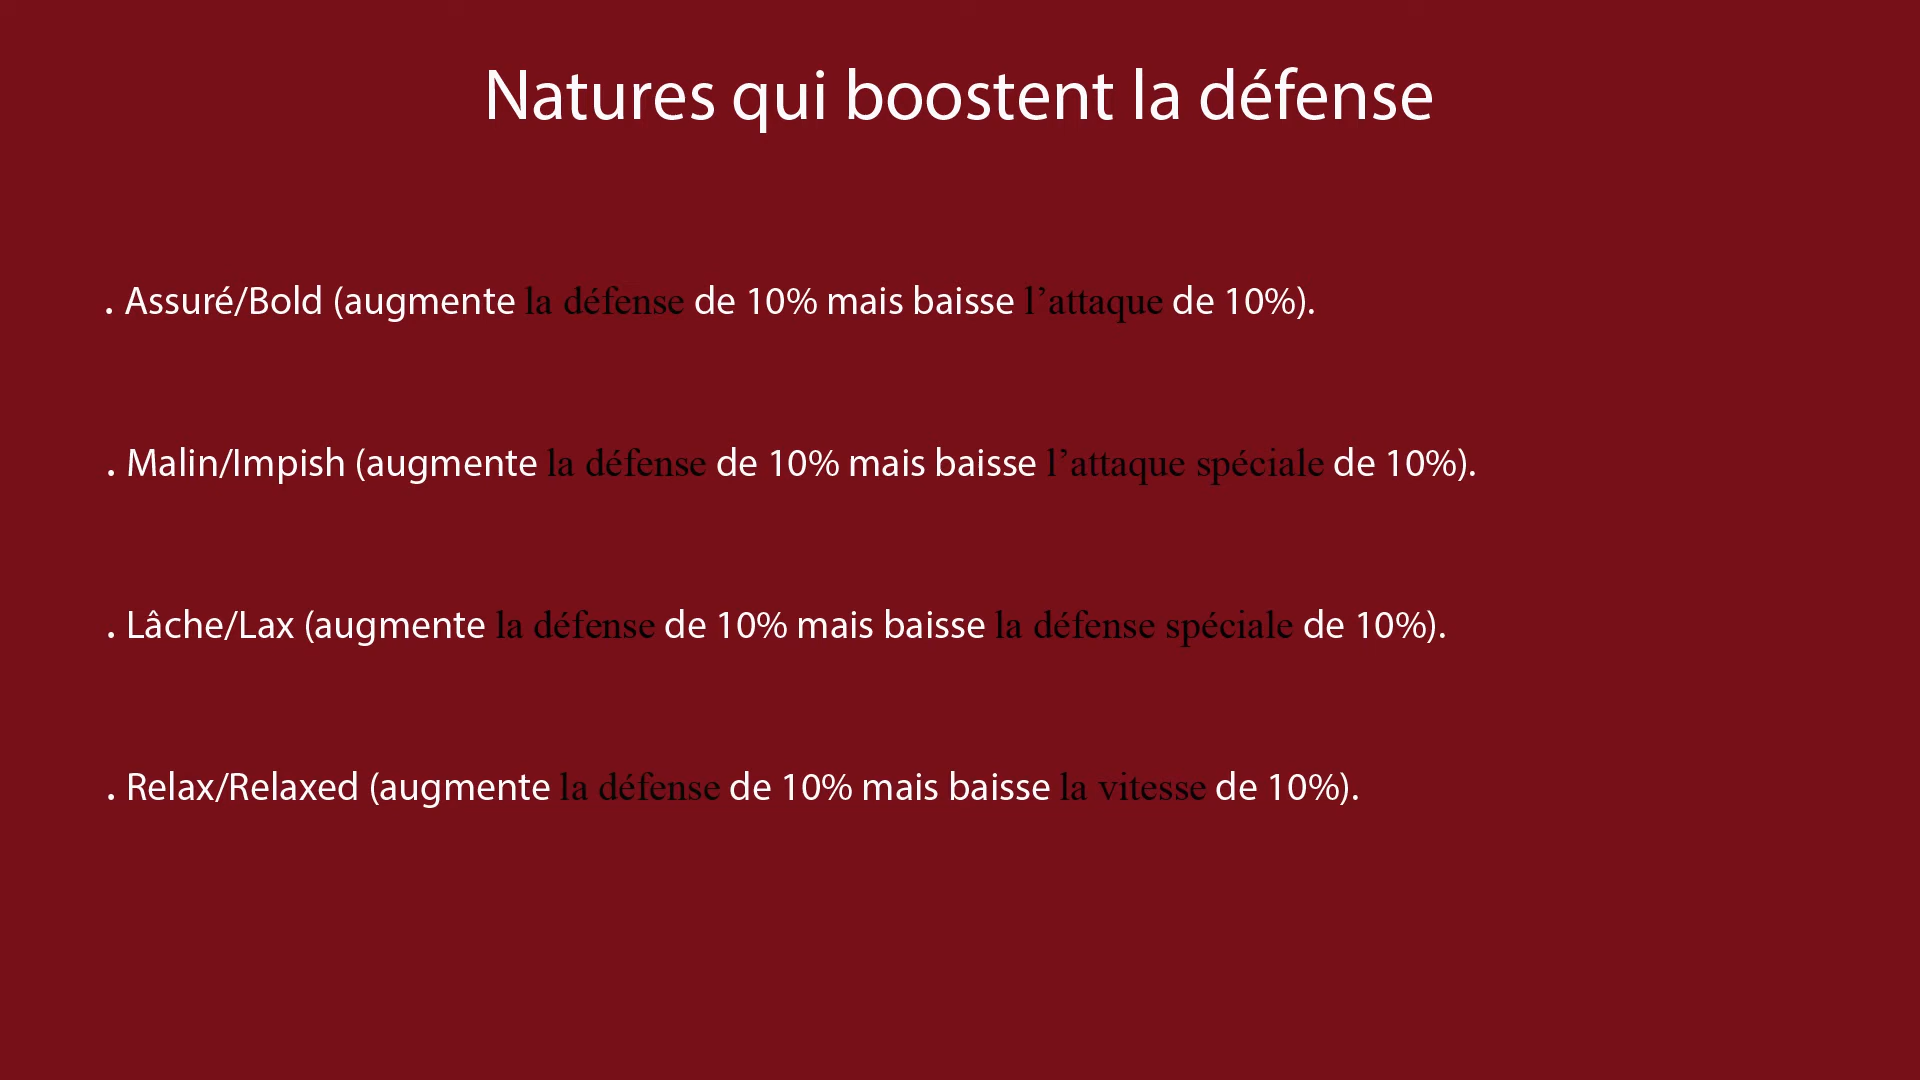 Natures qui boostent la défense
. Assuré/Bold (augmente la défense de 10% mais baisse l’attaque de 10%).
. Malin/Impish (augmente la défense de 10% mais baisse l’attaque spéciale de 10%).
. Lâche/Lax (augmente la défense de 10% mais baisse la défense spéciale de 10%).
. Relax/Relaxed (augmente la défense de 10% mais baisse la vitesse de 10%).